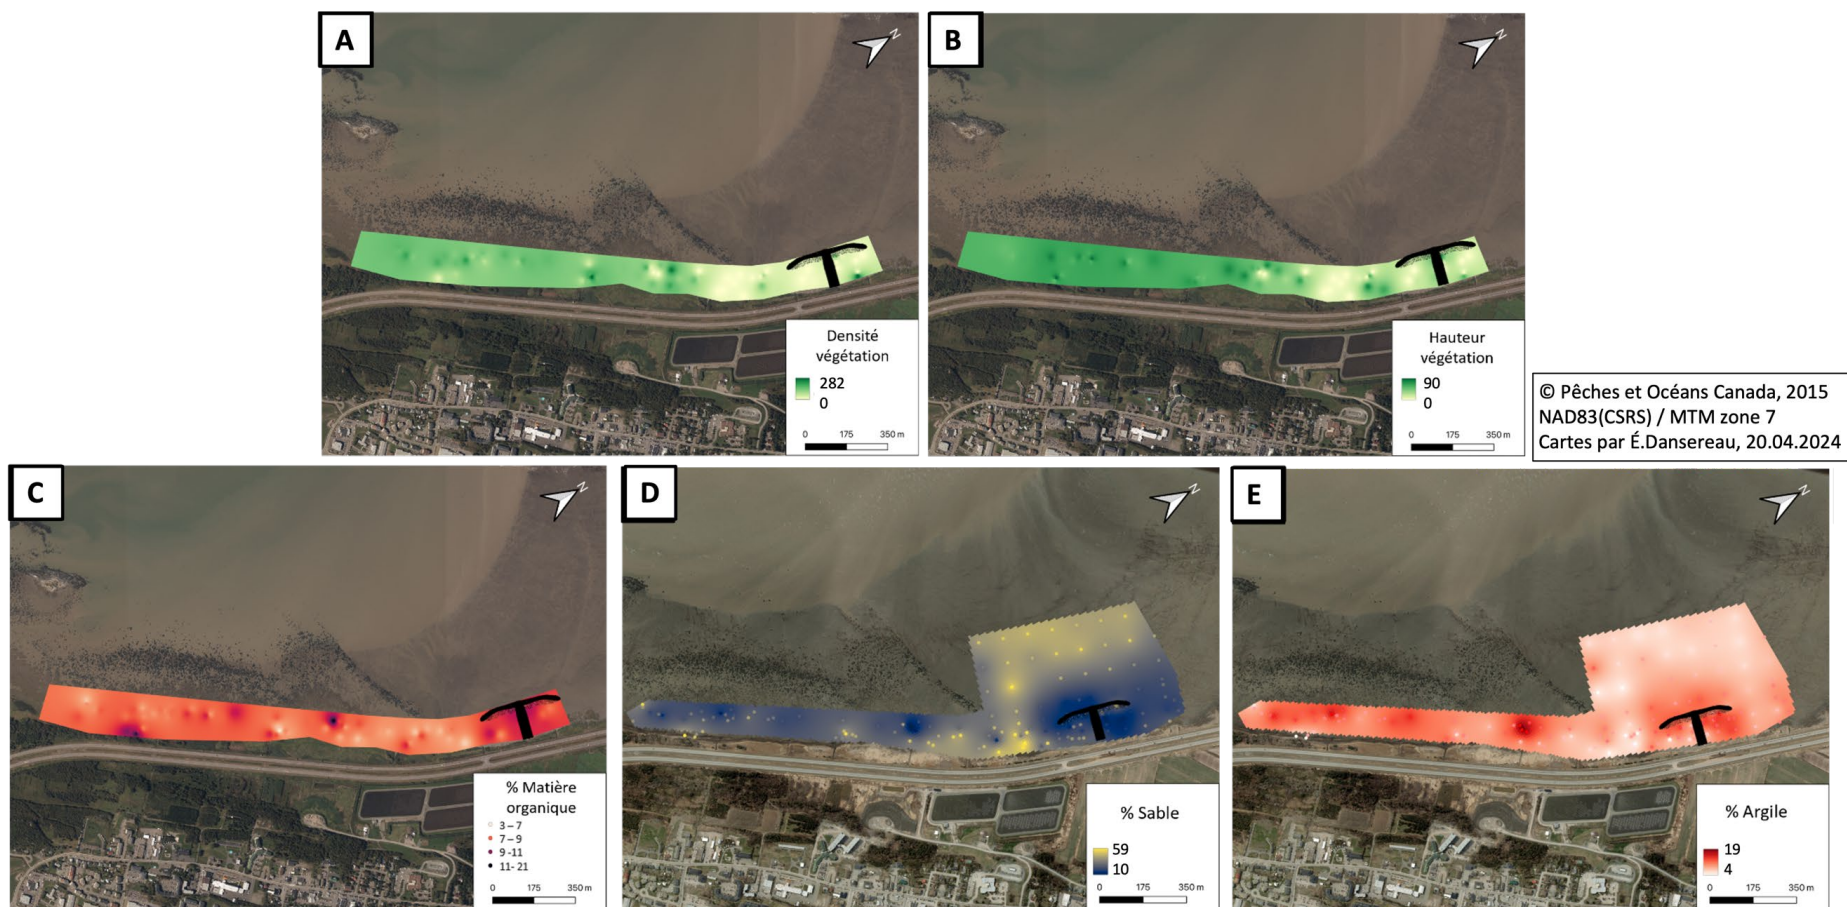 A
N
Densité
végétation
282
0
0 175 350 m
B
N
Hauteur
végétation
90
0
0 175 350 m
© Pêches et Océans Canada, 2015
NAD83(CSRS) / MTM zone 7
Cartes par É.Dansereau, 20.04.2024
C
N
% Matière
organique
3 – 7
7 – 9
9 -11
11- 21
0 175 350 m
D
N
% Sable
59
10
0 175 350 m
E
N
% Argile
19
4
0 175 350 m